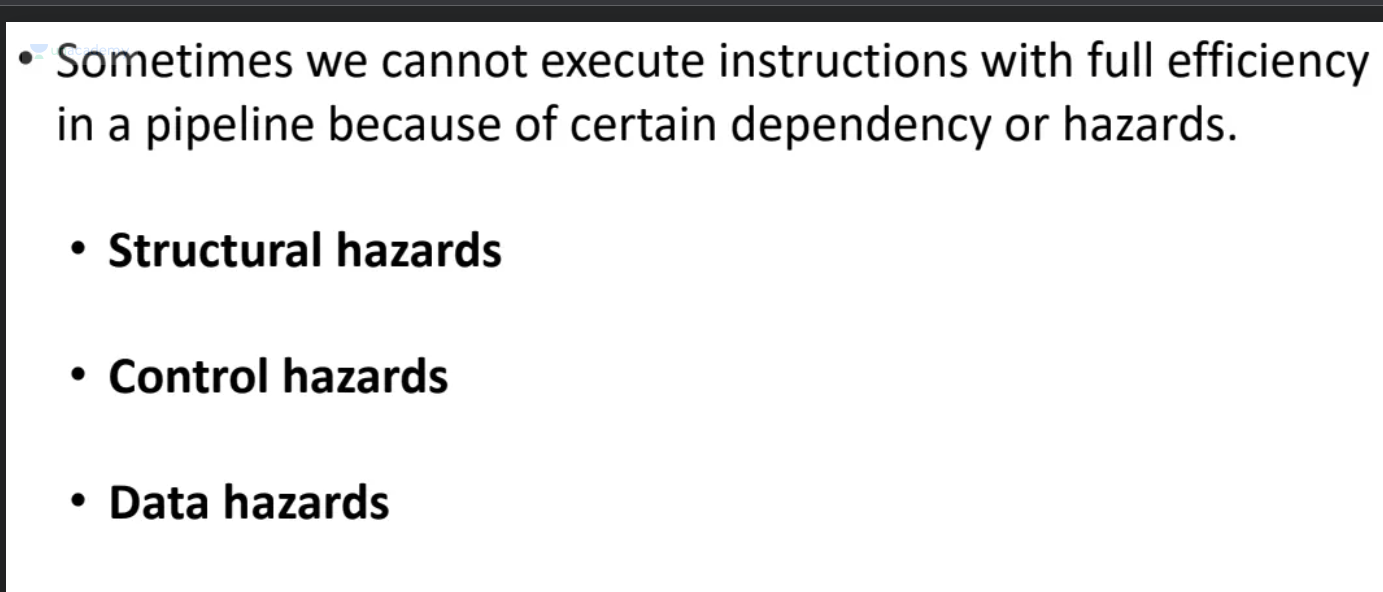 • Sometimes we cannot execute instructions with full efficiency
in a pipeline because of certain dependency or hazards.
• Structural hazards
• Control hazards
• Data hazards